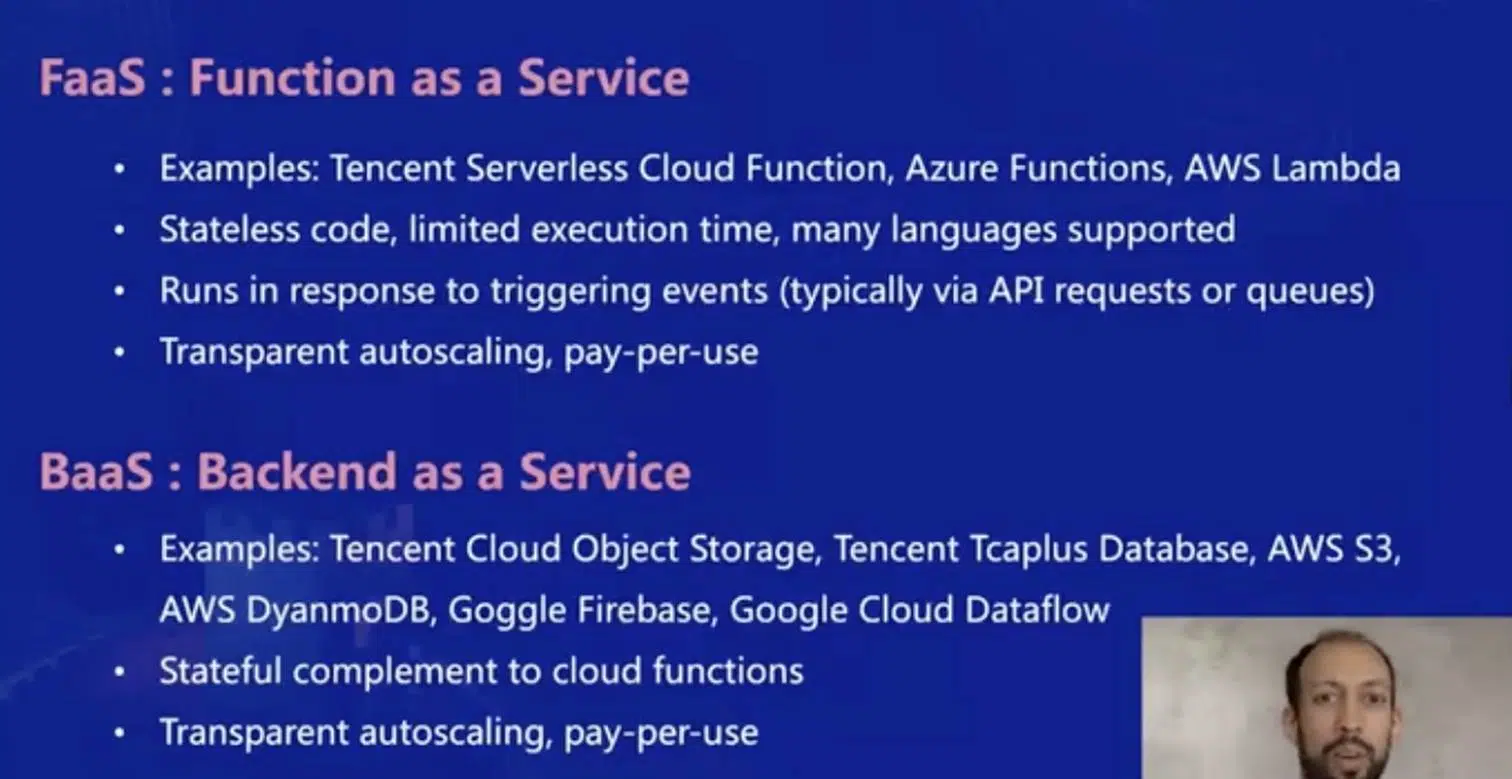 FaaS : Function as a Service
• Examples: Tencent Serverless Cloud Function, Azure Functions, AWS Lambda
• Stateless code, limited execution time, many languages supported
• Runs in response to triggering events (typically via API requests or queues)
• Transparent autoscaling, pay-per-use
BaaS : Backend as a Service
• Examples: Tencent Cloud Object Storage, Tencent Tcaplus Database, AWS S3,
AWS DyanmoDB, Goggle Firebase, Google Cloud Dataflow
• Stateful complement to cloud functions
• Transparent autoscaling, pay-per-use